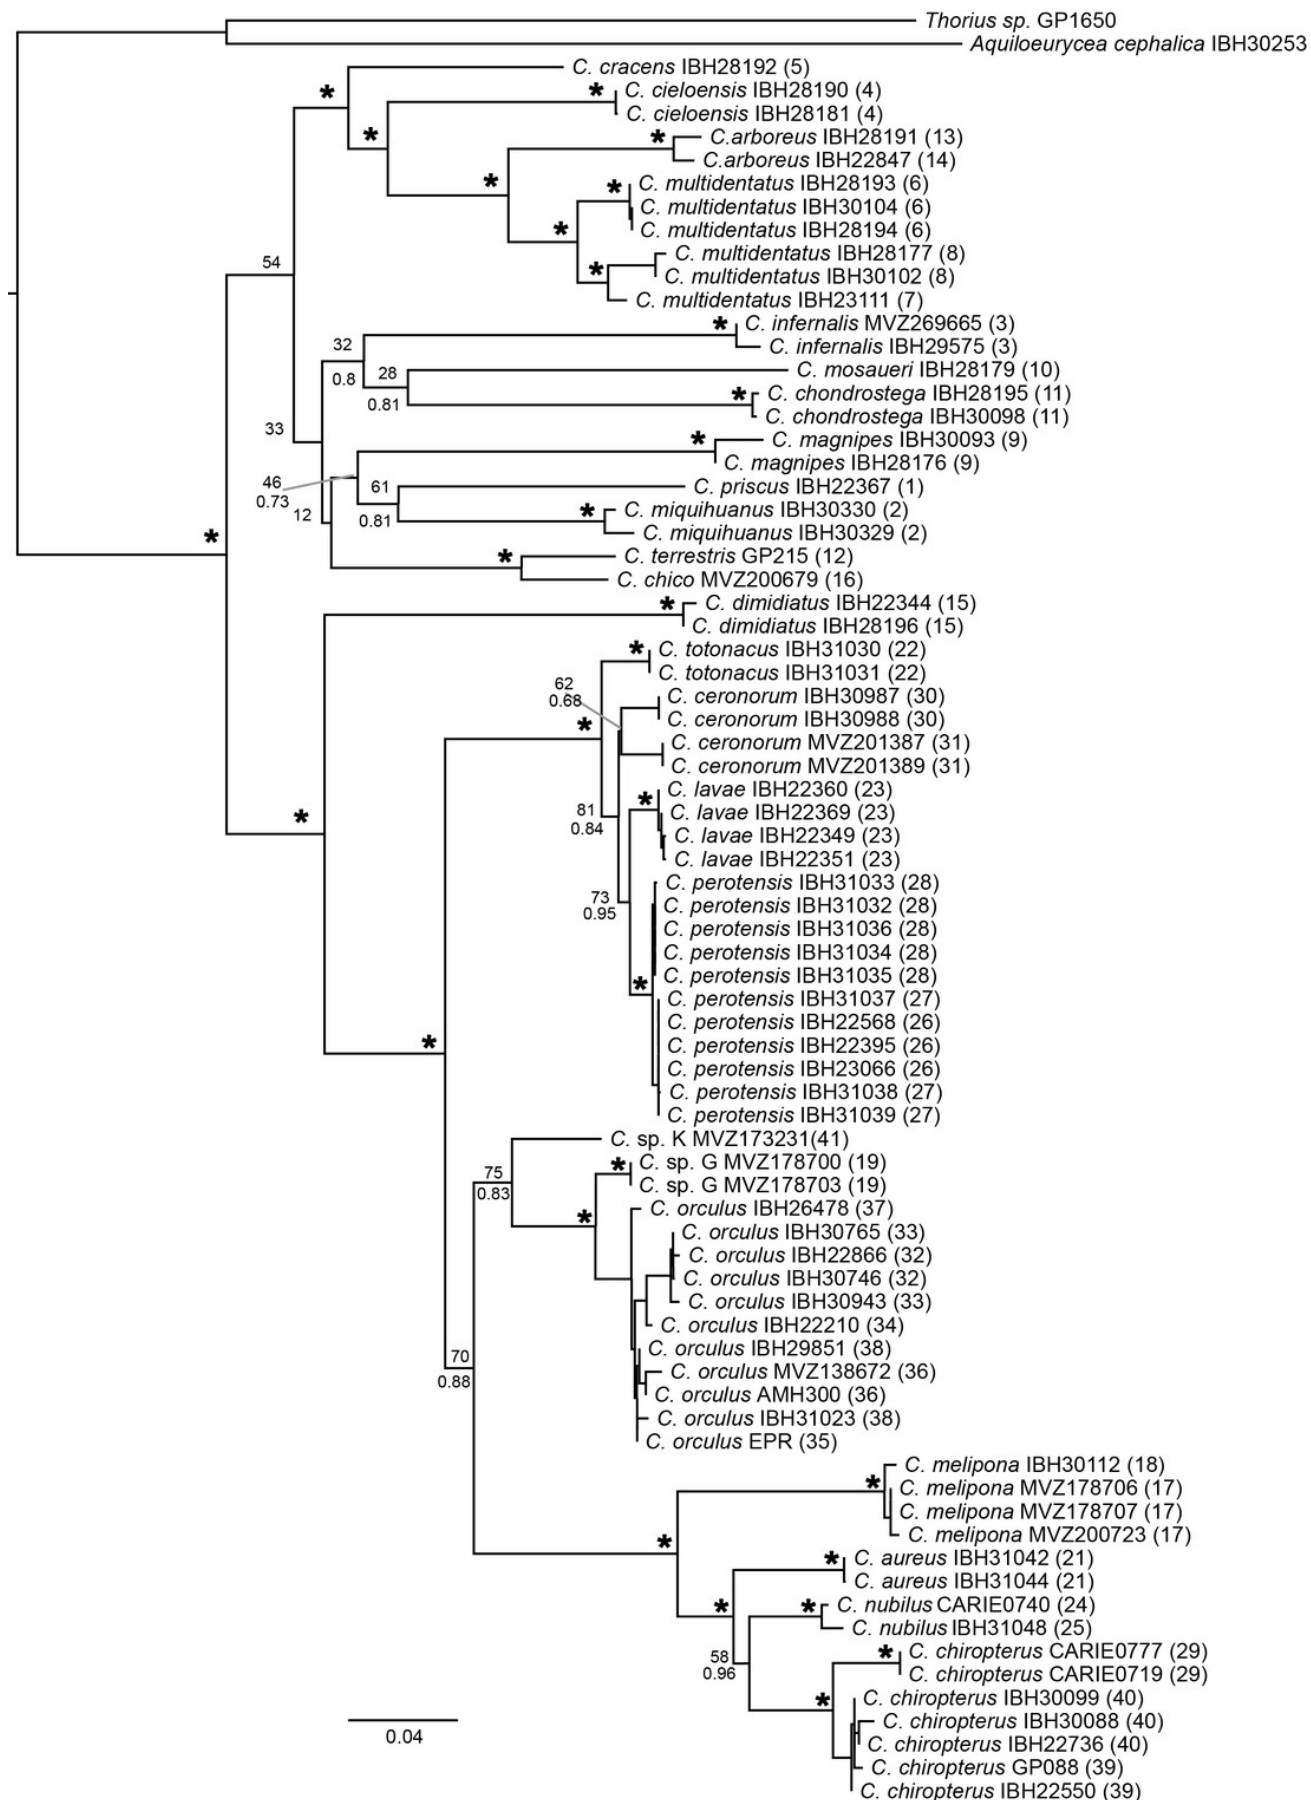 Thorius sp. GP1650
Aquiloeurycea cephalica IBH30253
C. cracens IBH28192 (5)
*
* C. cieloensis IBH28190 (4)
C. cieloensis IBH28181 (4)
*
* C.arboreus IBH28191 (13)
C.arboreus IBH22847 (14)
*
* C. multidentatus IBH28193 (6)
C. multidentatus IBH30104 (6)
*
C. multidentatus IBH28194 (6)
C. multidentatus IBH28177 (8)
54
*
C. multidentatus IBH30102 (8)
C. multidentatus IBH23111 (7)
* C. infernalis MVZ269665 (3)
32
C. infernalis IBH29575 (3)
28
C. mosaueri IBH28179 (10)
0.8
* C. chondrostega IBH28195 (11)
0.81
C. chondrostega IBH30098 (11)
33
* C. magnipes IBH30093 (9)
C. magnipes IBH28176 (9)
46
61
C. priscus IBH22367 (1)
0.73
12
0.81
* C. miquihuanus IBH30330 (2)
*
C. miquihuanus IBH30329 (2)
* C. terrestris GP215 (12)
C. chico MVZ200679 (16)
* C. dimidiatus IBH22344 (15)
C. dimidiatus IBH28196 (15)
* C. totonacus IBH31030 (22)
C. totonacus IBH31031 (22)
62
0.68
C. ceronorum IBH30987 (30)
*
C. ceronorum IBH30988 (30)
C. ceronorum MVZ201387 (31)
C. ceronorum MVZ201389 (31)
* C. lavae IBH22360 (23)
*
81
0.84
C. lavae IBH22369 (23)
C. lavae IBH22349 (23)
C. lavae IBH22351 (23)
C. perotensis IBH31033 (28)
73
0.95
C. perotensis IBH31032 (28)
C. perotensis IBH31036 (28)
C. perotensis IBH31034 (28)
C. perotensis IBH31035 (28)
*
C. perotensis IBH31037 (27)
C. perotensis IBH22568 (26)
*
C. perotensis IBH22395 (26)
C. perotensis IBH23066 (26)
C. perotensis IBH31038 (27)
C. perotensis IBH31039 (27)
C. sp. K MVZ173231(41)
* C. sp. G MVZ178700 (19)
75
0.83
C. sp. G MVZ178703 (19)
*
C. orculus IBH26478 (37)
C. orculus IBH30765 (33)
C. orculus IBH22866 (32)
C. orculus IBH30746 (32)
C. orculus IBH30943 (33)
C. orculus IBH22210 (34)
70
0.88
C. orculus IBH29851 (38)
C. orculus MVZ138672 (36)
C. orculus AMH300 (36)
C. orculus IBH31023 (38)
C. orculus EPR (35)
C. melipona IBH30112 (18)
* C. melipona MVZ178706 (17)
C. melipona MVZ178707 (17)
*
C. melipona MVZ200723 (17)
* C. aureus IBH31042 (21)
C. aureus IBH31044 (21)
*
* C. nubilus CARIE0740 (24)
C. nubilus IBH31048 (25)
58
0.96
* C. chiropterus CARIE0777 (29)
C. chiropterus CARIE0719 (29)
*
C. chiropterus IBH30099 (40)
C. chiropterus IBH30088 (40)
0.04
C. chiropterus IBH22736 (40)
C. chiropterus GP088 (39)
C. chiropterus IBH22550 (39)